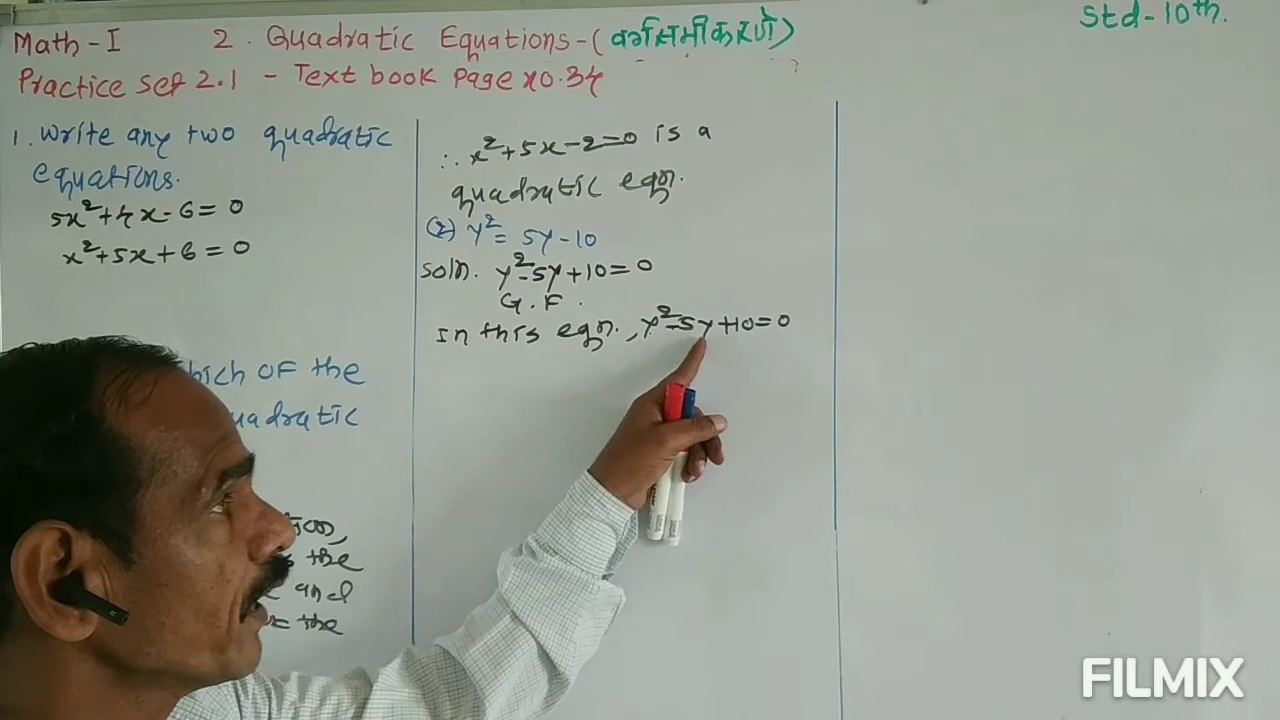 Std-10th.
Math-I 2. Quadratic Equations-(वर्गसमीकरणे)
Practice set 2.1 - Text book page no.34
1. Write any two quadratic
equations.
5x²+4x-6=0
x²+5x+6=0
which of the
quadratic
the
and
the
∴ x²+5x-2=0 is a
quadratic eqn.
(2) y²= 5y-10
soln. y²-5y+10=0
G.F.
In this eqn., y²-5y+10=0
FILMIX